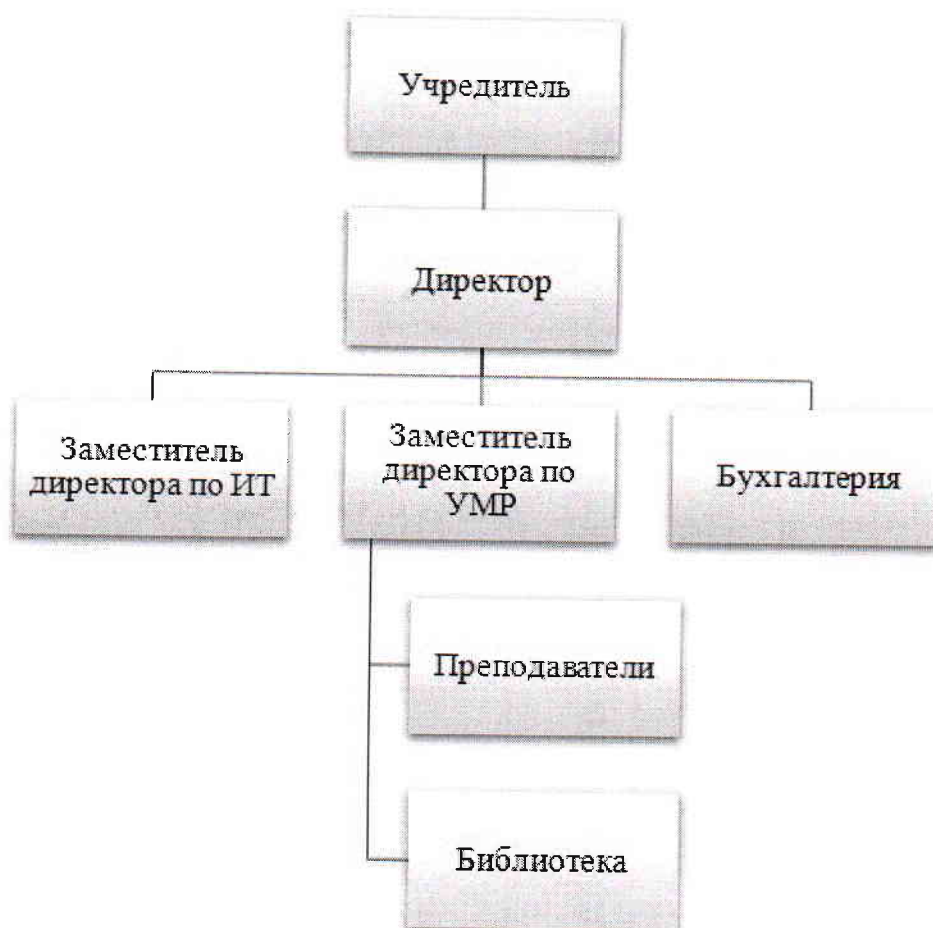 Учредитель
Директор
Заместитель
директора по ИТ
Заместитель
директора по
УМР
Бухгалтерия
Преподаватели
Библиотека